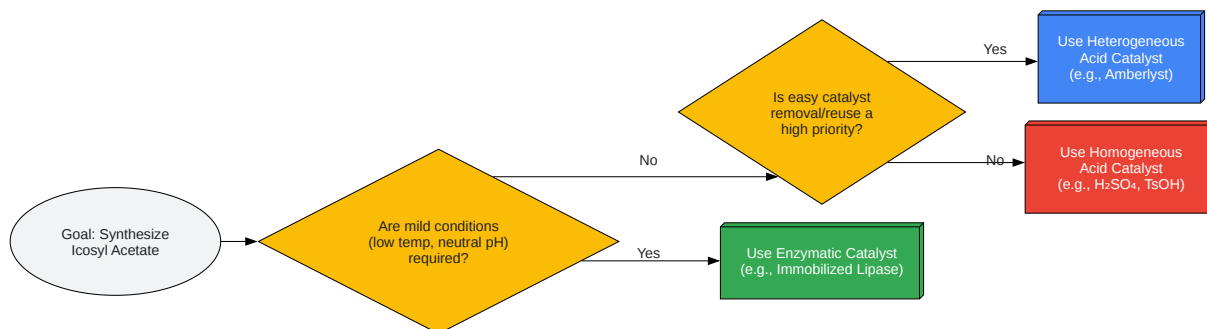 Goal: Synthesize
Icosyl Acetate
Are mild conditions
(low temp, neutral pH)
required?
No
Yes
Is easy catalyst
removal/reuse a
high priority?
Yes
No
Use Heterogeneous
Acid Catalyst
(e.g., Amberlyst)
Use Homogeneous
Acid Catalyst
(e.g., H₂SO₄, TsOH)
Use Enzymatic Catalyst
(e.g., Immobilized Lipase)